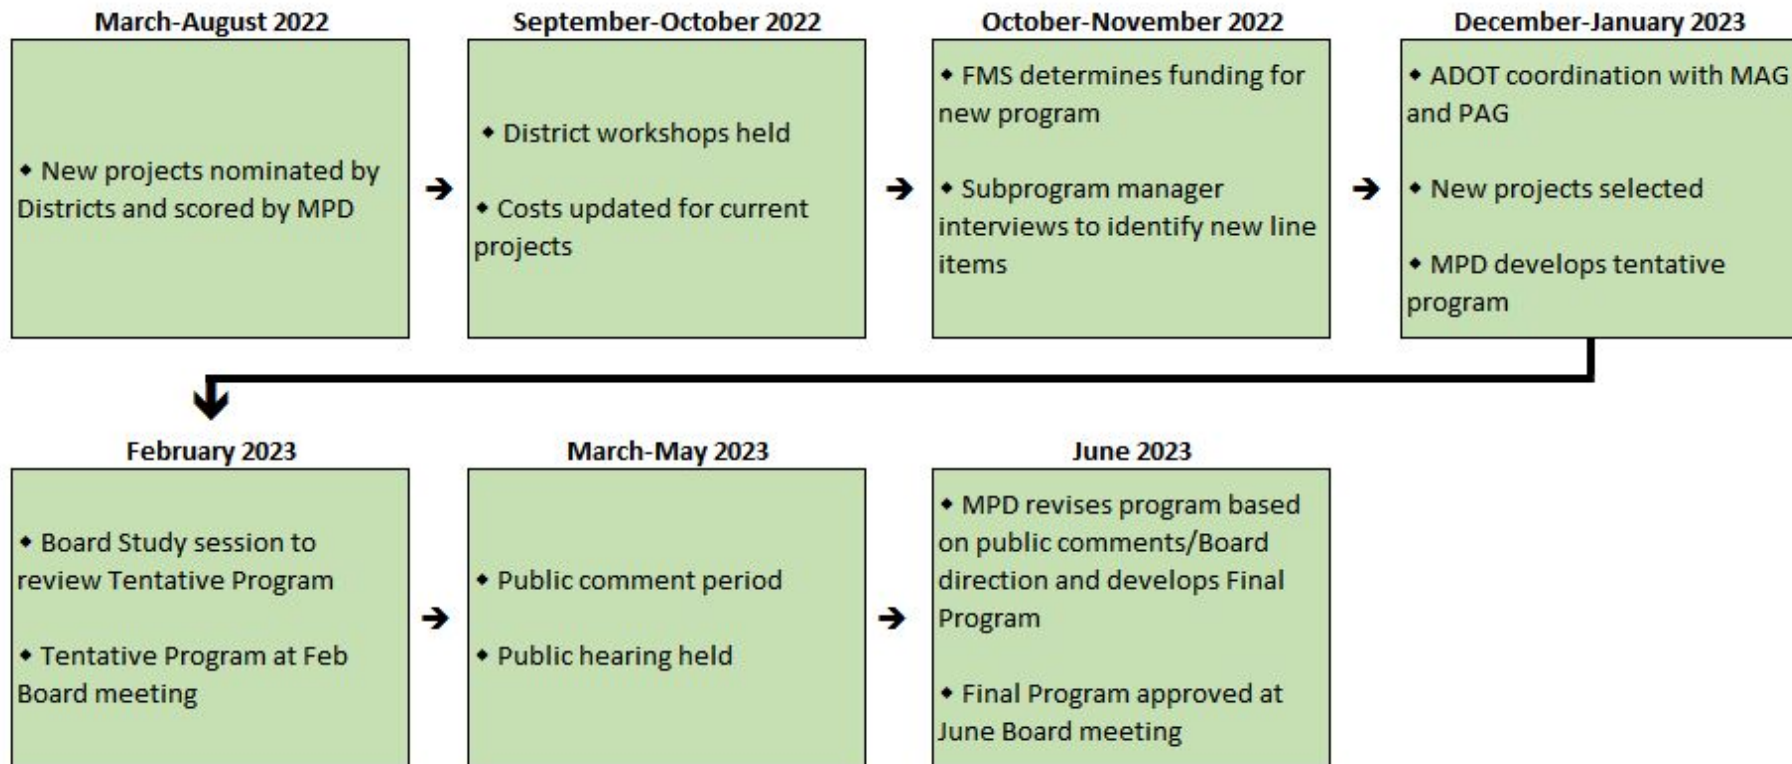 March-August 2022
◆ New projects nominated by
Districts and scored by MPD
September-October 2022
◆ District workshops held
◆ Costs updated for current
projects
October-November 2022
◆ FMS determines funding for
new program
◆ Subprogram manager
interviews to identify new line
items
December-January 2023
◆ ADOT coordination with MAG
and PAG
◆ New projects selected
◆ MPD develops tentative
program
February 2023
◆ Board Study session to
review Tentative Program
◆ Tentative Program at Feb
Board meeting
March-May 2023
◆ Public comment period
◆ Public hearing held
June 2023
◆ MPD revises program based
on public comments/Board
direction and develops Final
Program
◆ Final Program approved at
June Board meeting